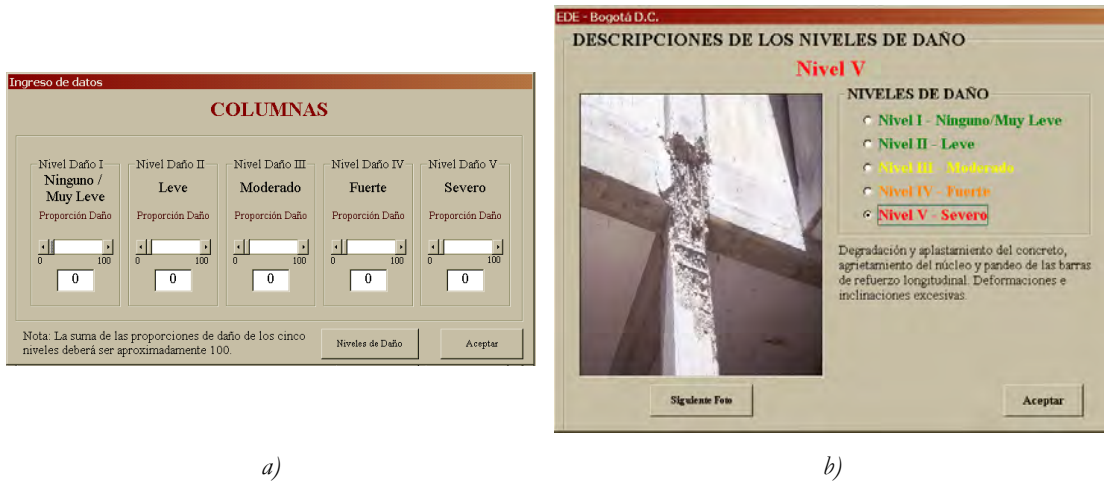 Ingreso de datos
COLUMNAS
Nivel Daño I
Ninguno /
Muy Leve
Proporción Daño
0 100
0
Nivel Daño II
Leve
Proporción Daño
0 100
0
Nivel Daño III
Moderado
Proporción Daño
0 100
0
Nivel Daño IV
Fuerte
Proporción Daño
0 100
0
Nivel Daño V
Severo
Proporción Daño
0 100
0
Nota: La suma de las proporciones de daño de los cinco
niveles deberá ser aproximadamente 100.
Niveles de Daño
Aceptar
a)
EDE - Bogotá D.C.
DESCRIPCIONES DE LOS NIVELES DE DAÑO
Nivel V
NIVELES DE DAÑO
Nivel I - Ninguno/Muy Leve
Nivel II - Leve
Nivel III - Moderado
Nivel IV - Fuerte
Nivel V - Severo
Degradación y aplastamiento del concreto,
agrietamiento del núcleo y pandeo de las barras
de refuerzo longitudinal. Deformaciones e
inclinaciones excesivas.
Siguiente Foto
Aceptar
b)